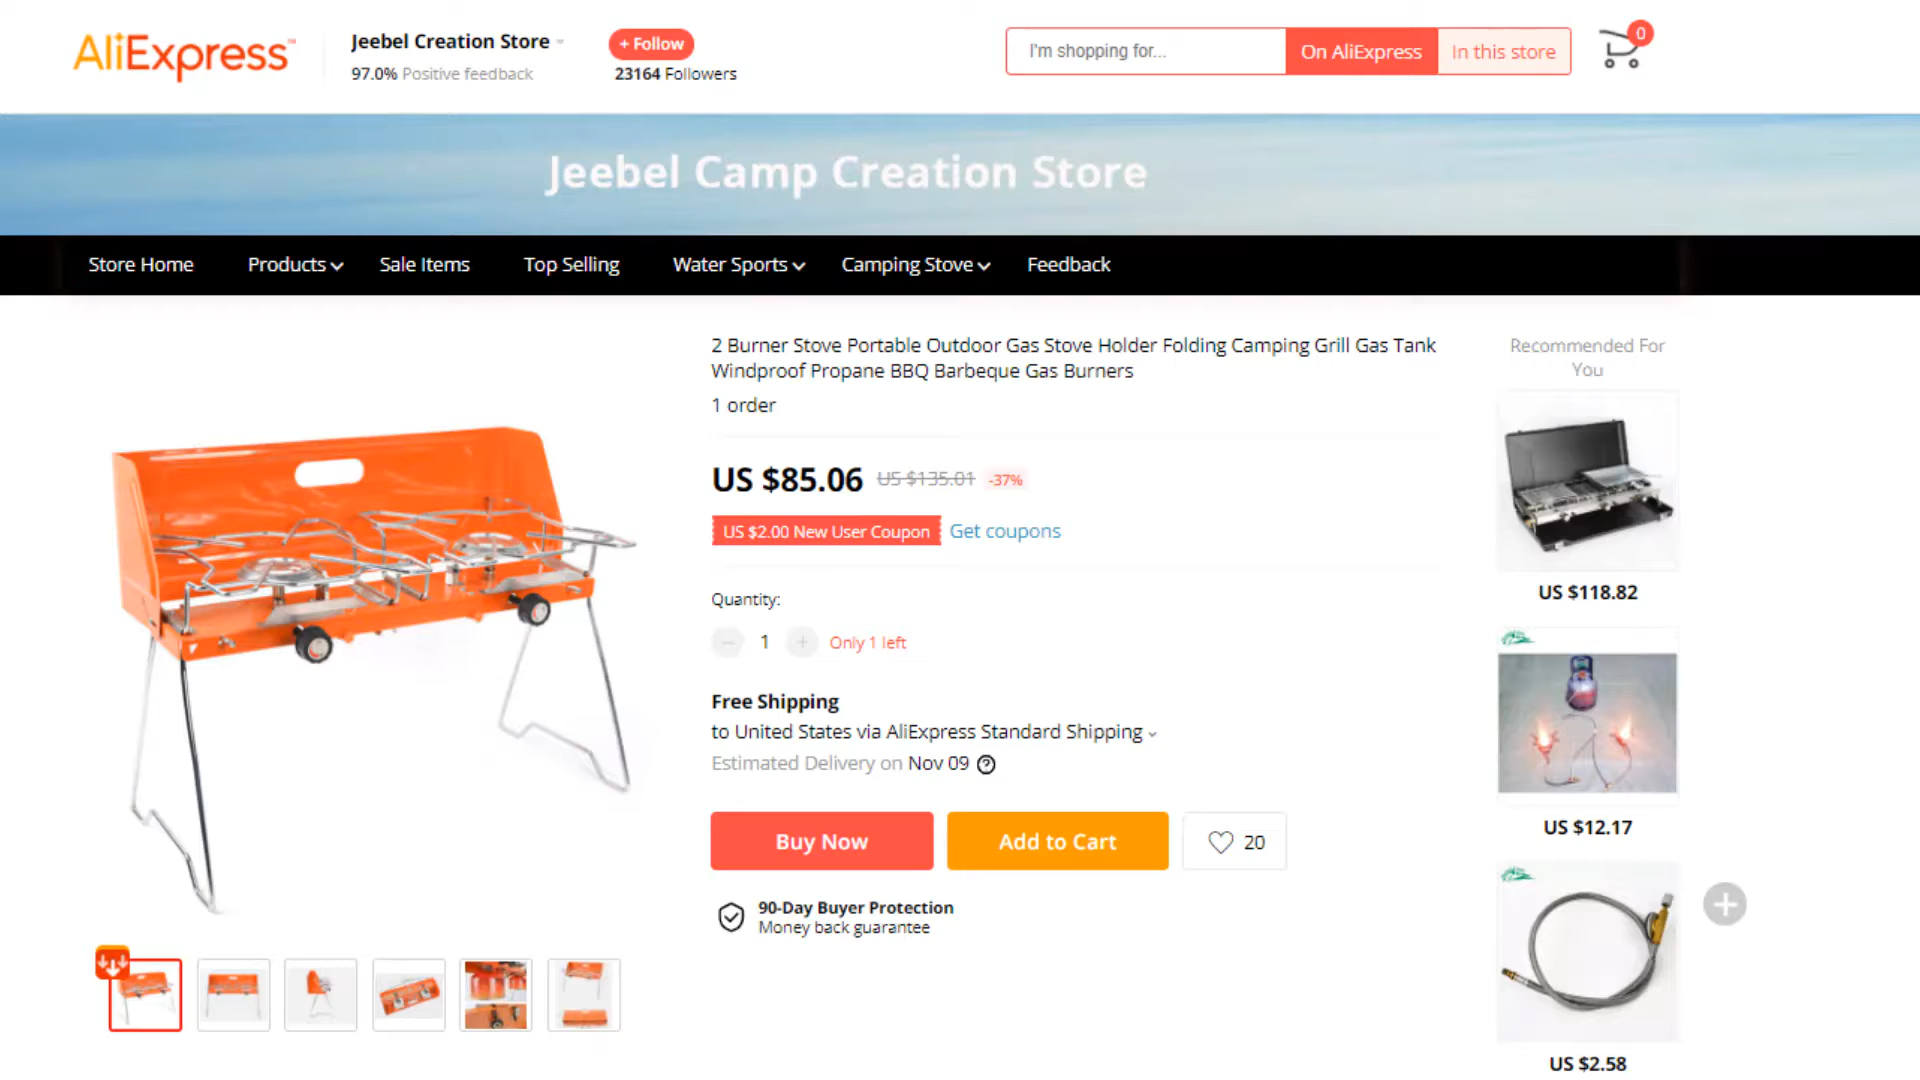 AliExpress™
Jeebel Creation Store
97.0% Positive feedback
+ Follow
23164 Followers
I'm shopping for...
On AliExpress
In this store
0
Jeebel Camp Creation Store
Store Home
Products
Sale Items
Top Selling
Water Sports
Camping Stove
Feedback
2 Burner Stove Portable Outdoor Gas Stove Holder Folding Camping Grill Gas Tank
Windproof Propane BBQ Barbeque Gas Burners
1 order
US $85.06 US $135.01 -37%
US $2.00 New User Coupon Get coupons
Quantity:
1
Only 1 left
Free Shipping
to United States via AliExpress Standard Shipping
Estimated Delivery on Nov 09
Buy Now
Add to Cart
20
90-Day Buyer Protection
Money back guarantee
Recommended For
You
US $118.82
US $12.17
US $2.58